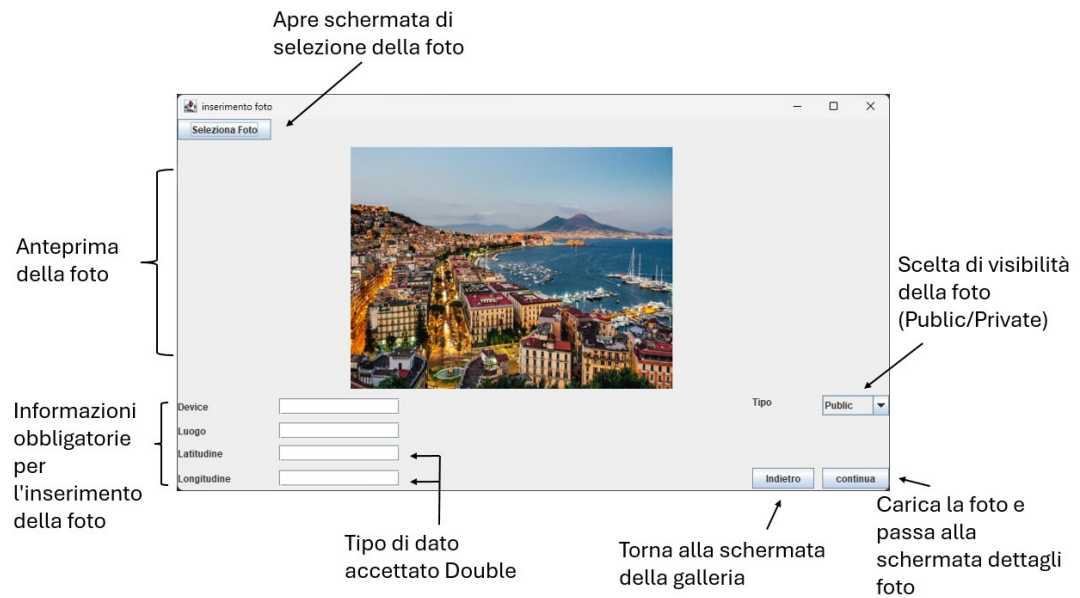 Apre schermata di
selezione della foto
inserimento foto
Seleziona Foto
Anteprima
della foto
Scelta di visibilità
della foto
(Public/Private)
Informazioni
obbligatorie
per
l'inserimento
della foto
Device
Luogo
Latitudine
Longitudine
Tipo
Public
Indietro
continua
Tipo di dato
accettato Double
Torna alla schermata
della galleria
Carica la foto e
passa alla
schermata dettagli
foto